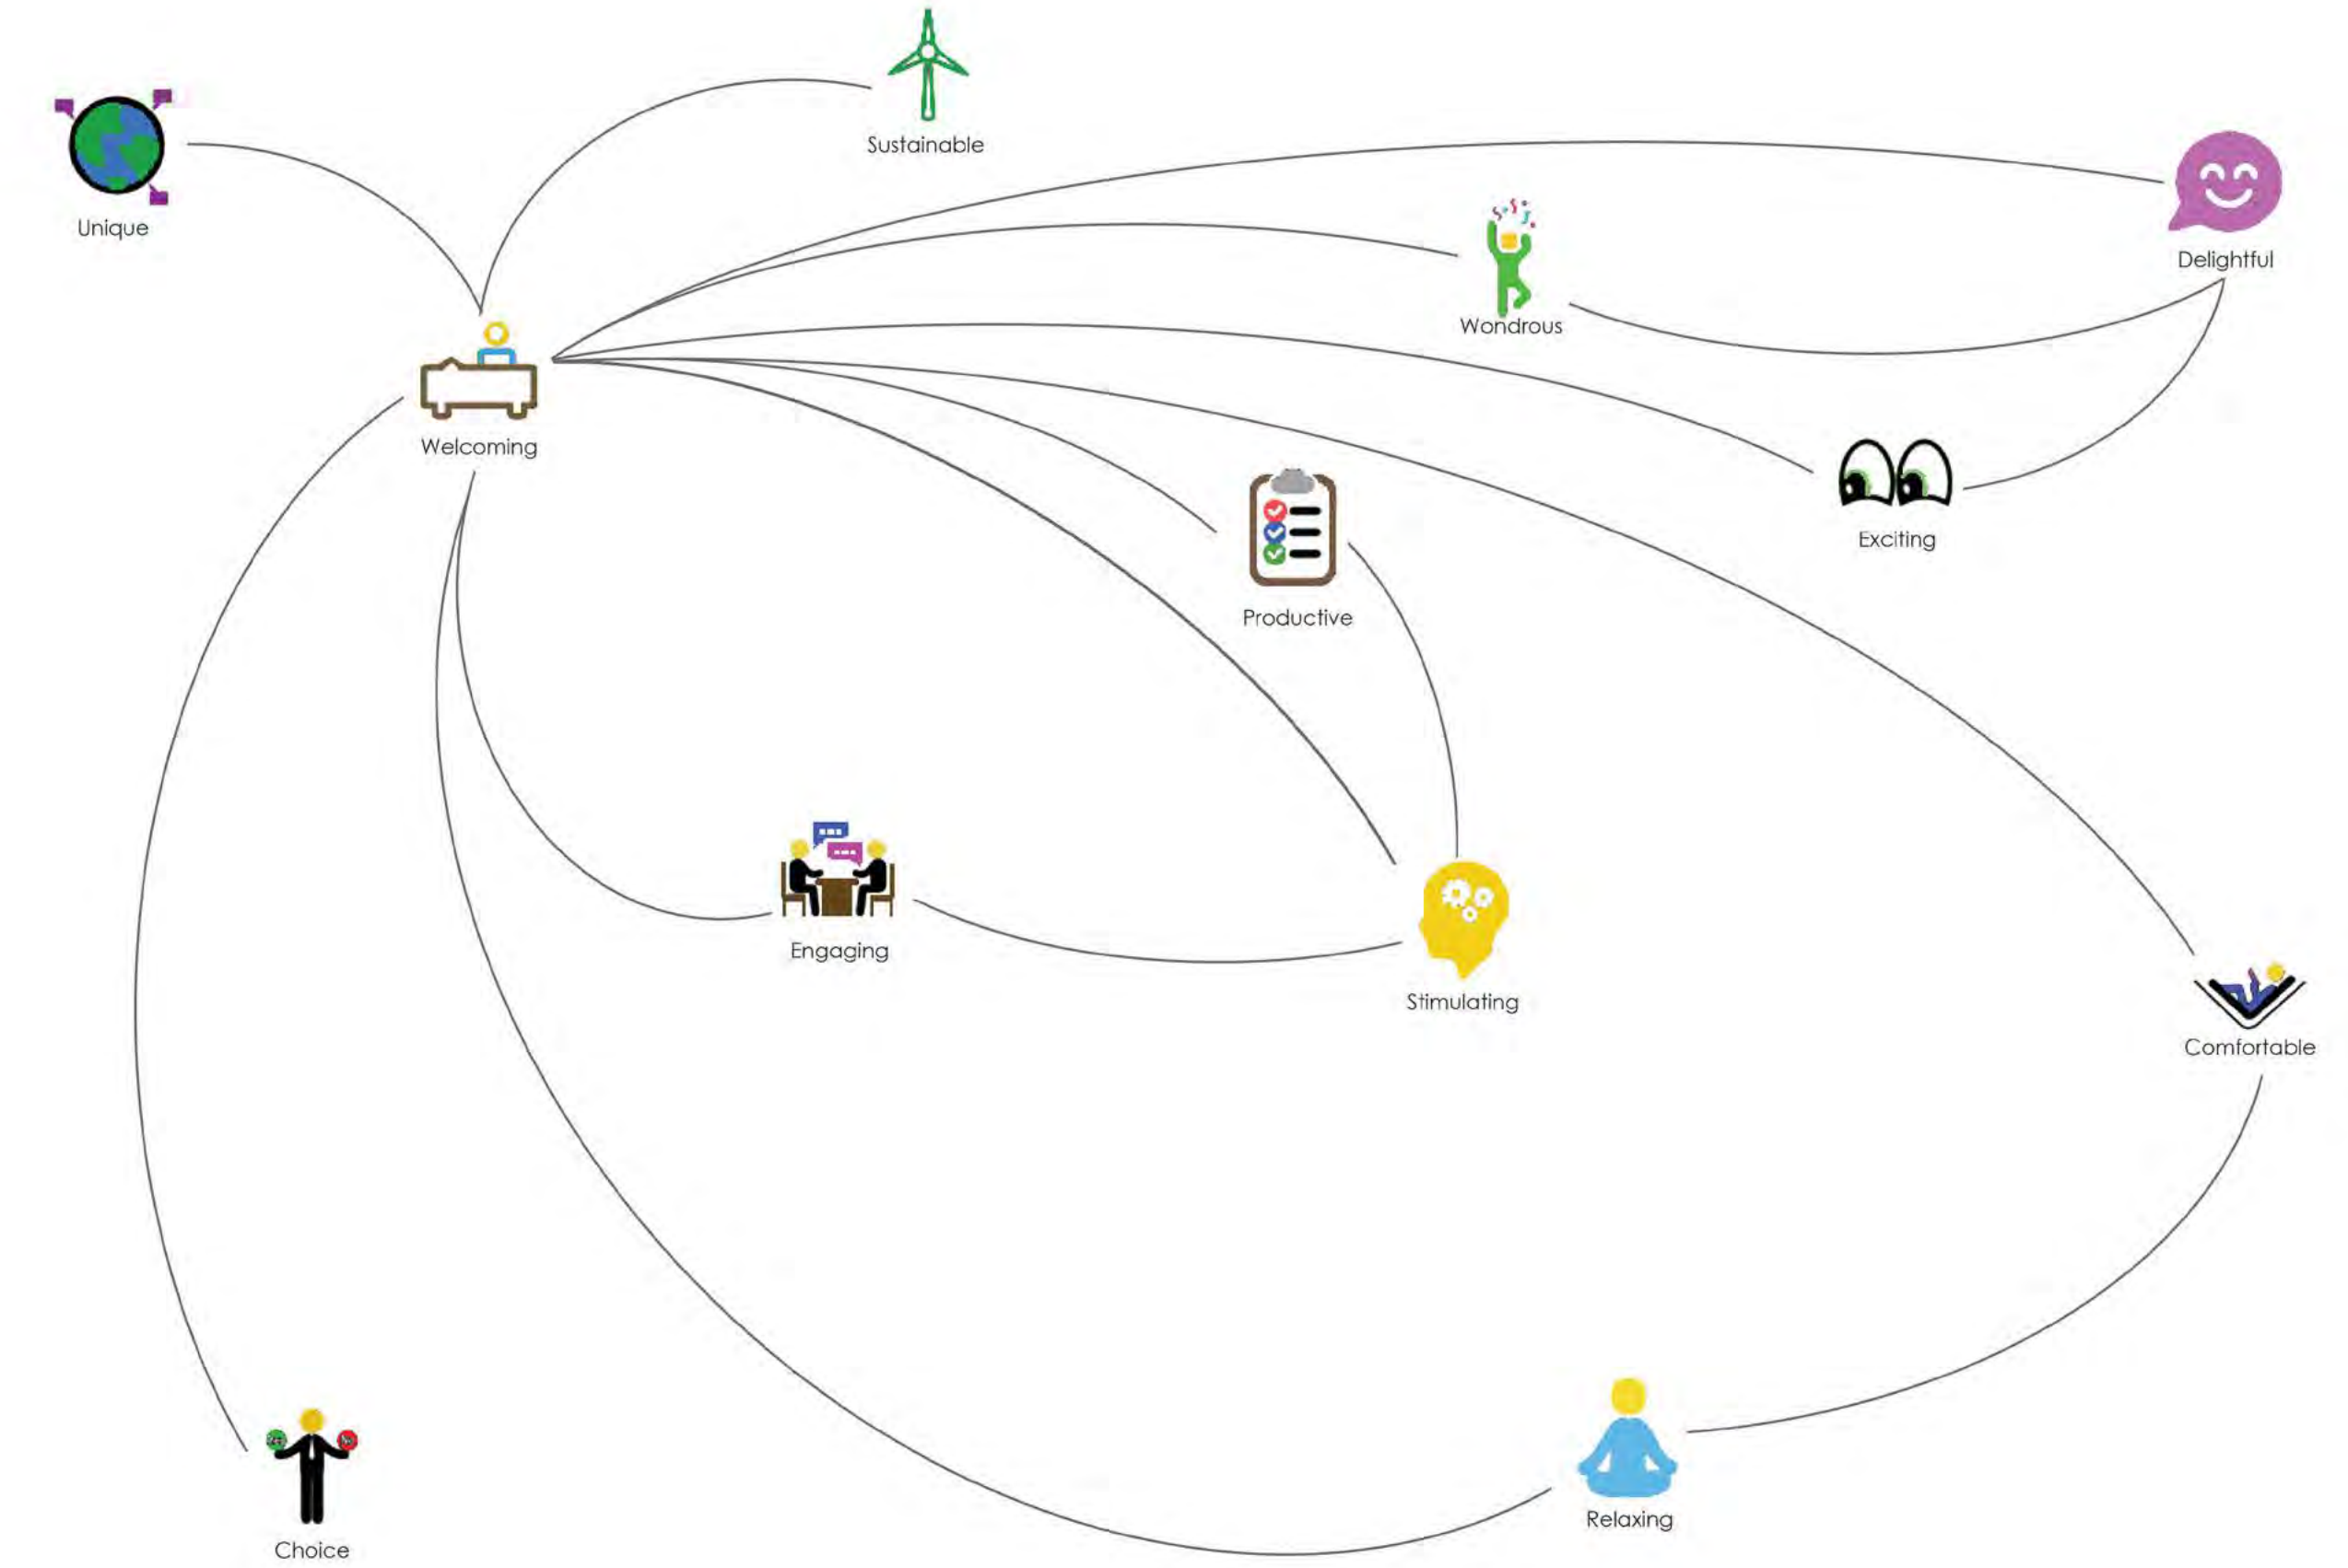 Sustainable
Unique
Delightful
Wondrous
Welcoming
Exciting
Productive
Engaging
Stimulating
Comfortable
Relaxing
Choice